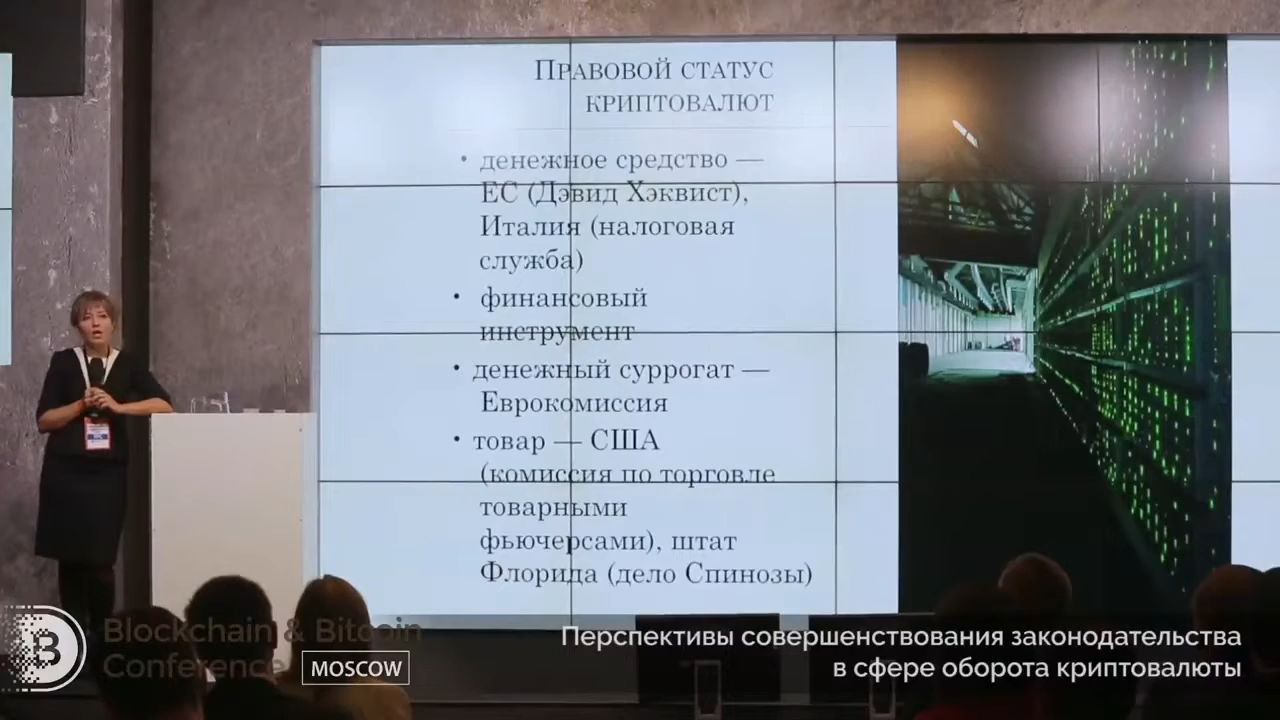 ПРАВОВОЙ СТАТУС
КРИПТОВАЛЮТ
• денежное средство —
ЕС (Дэвид Хэквист),
Италия (налоговая
служба)
• финансовый
инструмент
• денежный суррогат —
Еврокомиссия
• товар — США
(комиссия по торговле
товарными
фьючерсами), штат
Флорида (дело Спинозы)
Blockchain & Bitcoin
Conference MOSCOW
Перспективы совершенствования законодательства
в сфере оборота криптовалюты